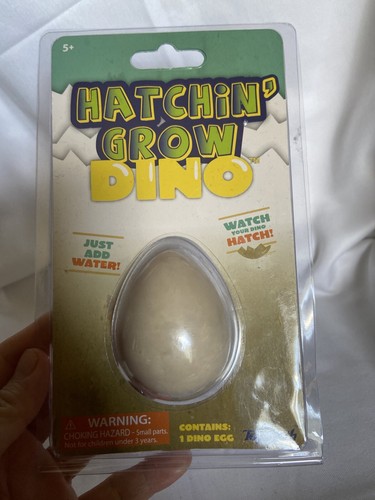 5+
HATCHiN'
GROW
DINO™
JUST
ADD
WATER!
WATCH
YOUR DINO
HATCH!
WARNING:
CHOKING HAZARD - Small parts.
Not for children under 3 years.
CONTAINS:
1 DINO EGG